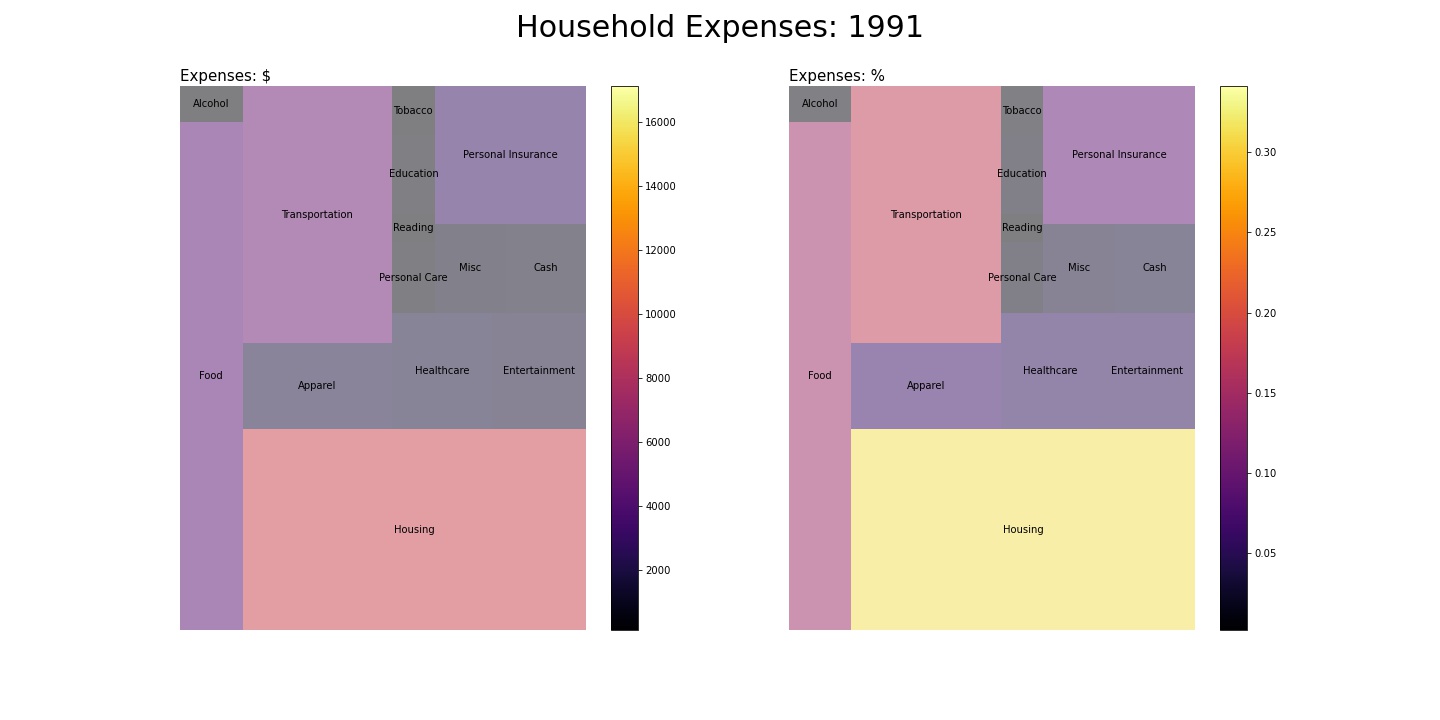 Household Expenses: 1991
Expenses: $
Alcohol
Tobacco
Personal Insurance
Education
Transportation
Reading
Misc
Cash
Personal Care
Food
Apparel
Healthcare
Entertainment
Housing
16000
14000
12000
10000
8000
6000
4000
2000
Expenses: %
Alcohol
Tobacco
Personal Insurance
Education
Transportation
Reading
Misc
Cash
Personal Care
Food
Apparel
Healthcare
Entertainment
Housing
0.30
0.25
0.20
0.15
0.10
0.05